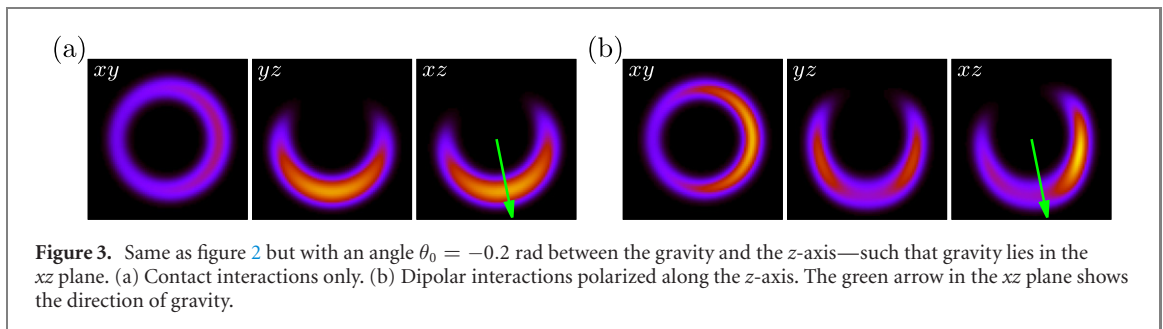 (a)
xy yz xz
(b)
xy yz xz
Figure 3. Same as figure 2 but with an angle θ₀ = −0.2 rad between the gravity and the z-axis—such that gravity lies in the
xz plane. (a) Contact interactions only. (b) Dipolar interactions polarized along the z-axis. The green arrow in the xz plane shows
the direction of gravity.